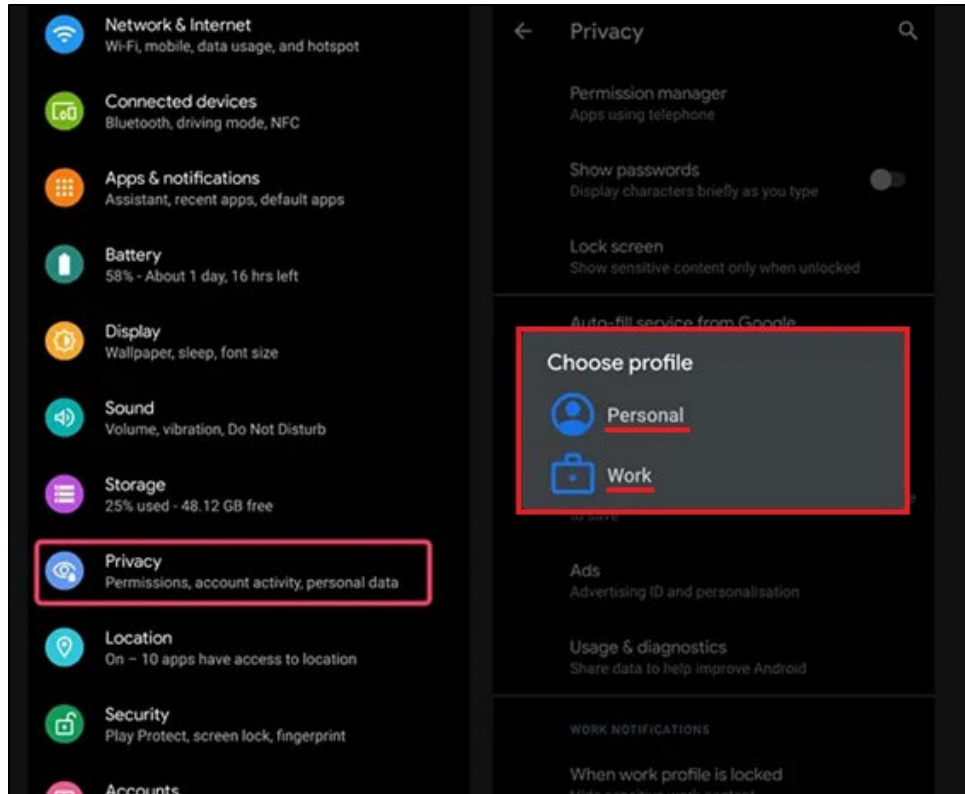 Network & Internet
Wi-Fi, mobile, data usage, and hotspot
Connected devices
Bluetooth, driving mode, NFC
Apps & notifications
Assistant, recent apps, default apps
Battery
58% - About 1 day, 16 hrs left
Display
Wallpaper, sleep, font size
Sound
Volume, vibration, Do Not Disturb
Storage
25% used - 48.12 GB free
Privacy
Permissions, account activity, personal data
Location
On – 10 apps have access to location
Security
Play Protect, screen lock, fingerprint
Accounts
Privacy
Permission manager
Apps using telephone
Show passwords
Display characters briefly as you type
Lock screen
Show sensitive content only when unlocked
Auto-fill service from Google
Choose profile
Personal
Work
to save
Ads
Advertising ID and personalisation
Usage & diagnostics
Share data to help improve Android
WORK NOTIFICATIONS
When work profile is locked